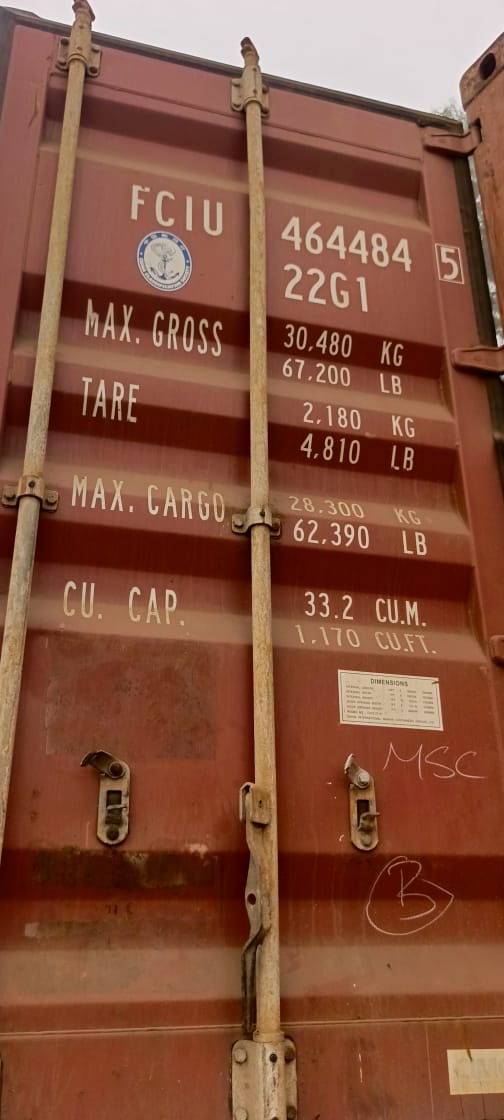 FCIU 464484 5
22G1
MAX. GROSS 30,480 KG
67,200 LB
TARE 2,180 KG
4,810 LB
MAX. CARGO 28,300 KG
62,390 LB
CU. CAP. 33.2 CU.M.
1,170 CU.FT.
DIMENSIONS
MSC
B